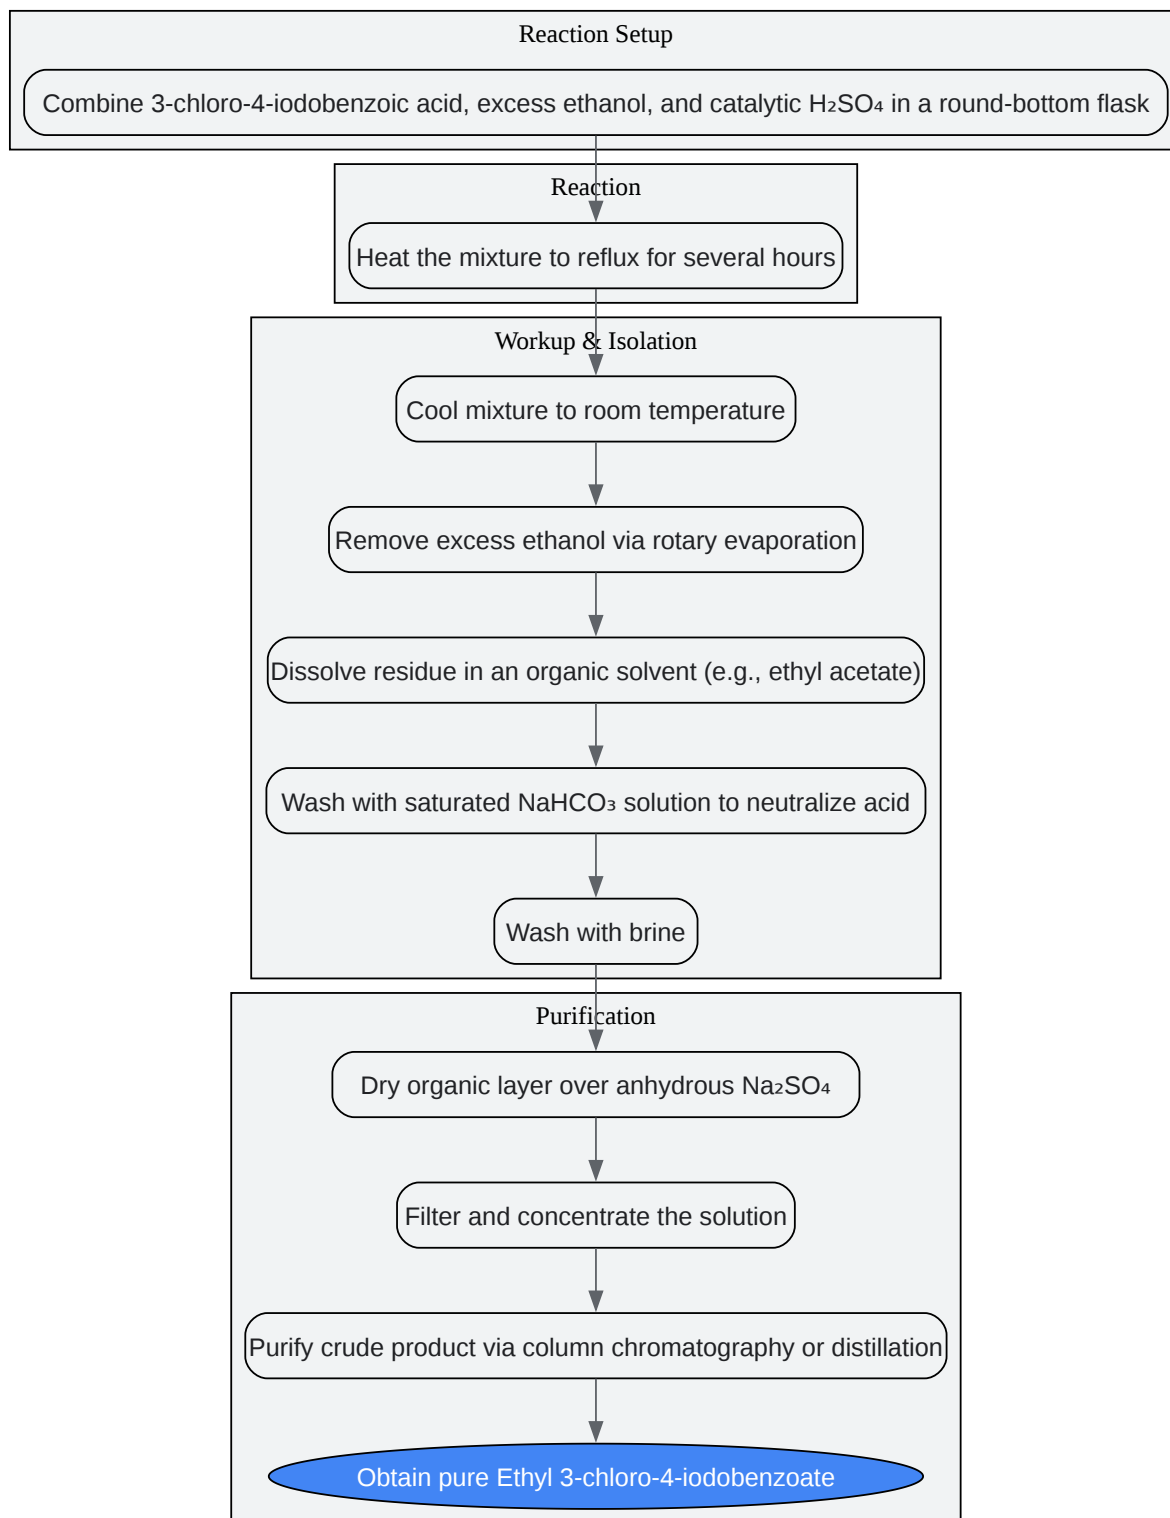 Reaction Setup
Combine 3-chloro-4-iodobenzoic acid, excess ethanol, and catalytic H₂SO₄ in a round-bottom flask
Reaction
Heat the mixture to reflux for several hours
Workup & Isolation
Cool mixture to room temperature
Remove excess ethanol via rotary evaporation
Dissolve residue in an organic solvent (e.g., ethyl acetate)
Wash with saturated NaHCO₃ solution to neutralize acid
Wash with brine
Purification
Dry organic layer over anhydrous Na₂SO₄
Filter and concentrate the solution
Purify crude product via column chromatography or distillation
Obtain pure Ethyl 3-chloro-4-iodobenzoate